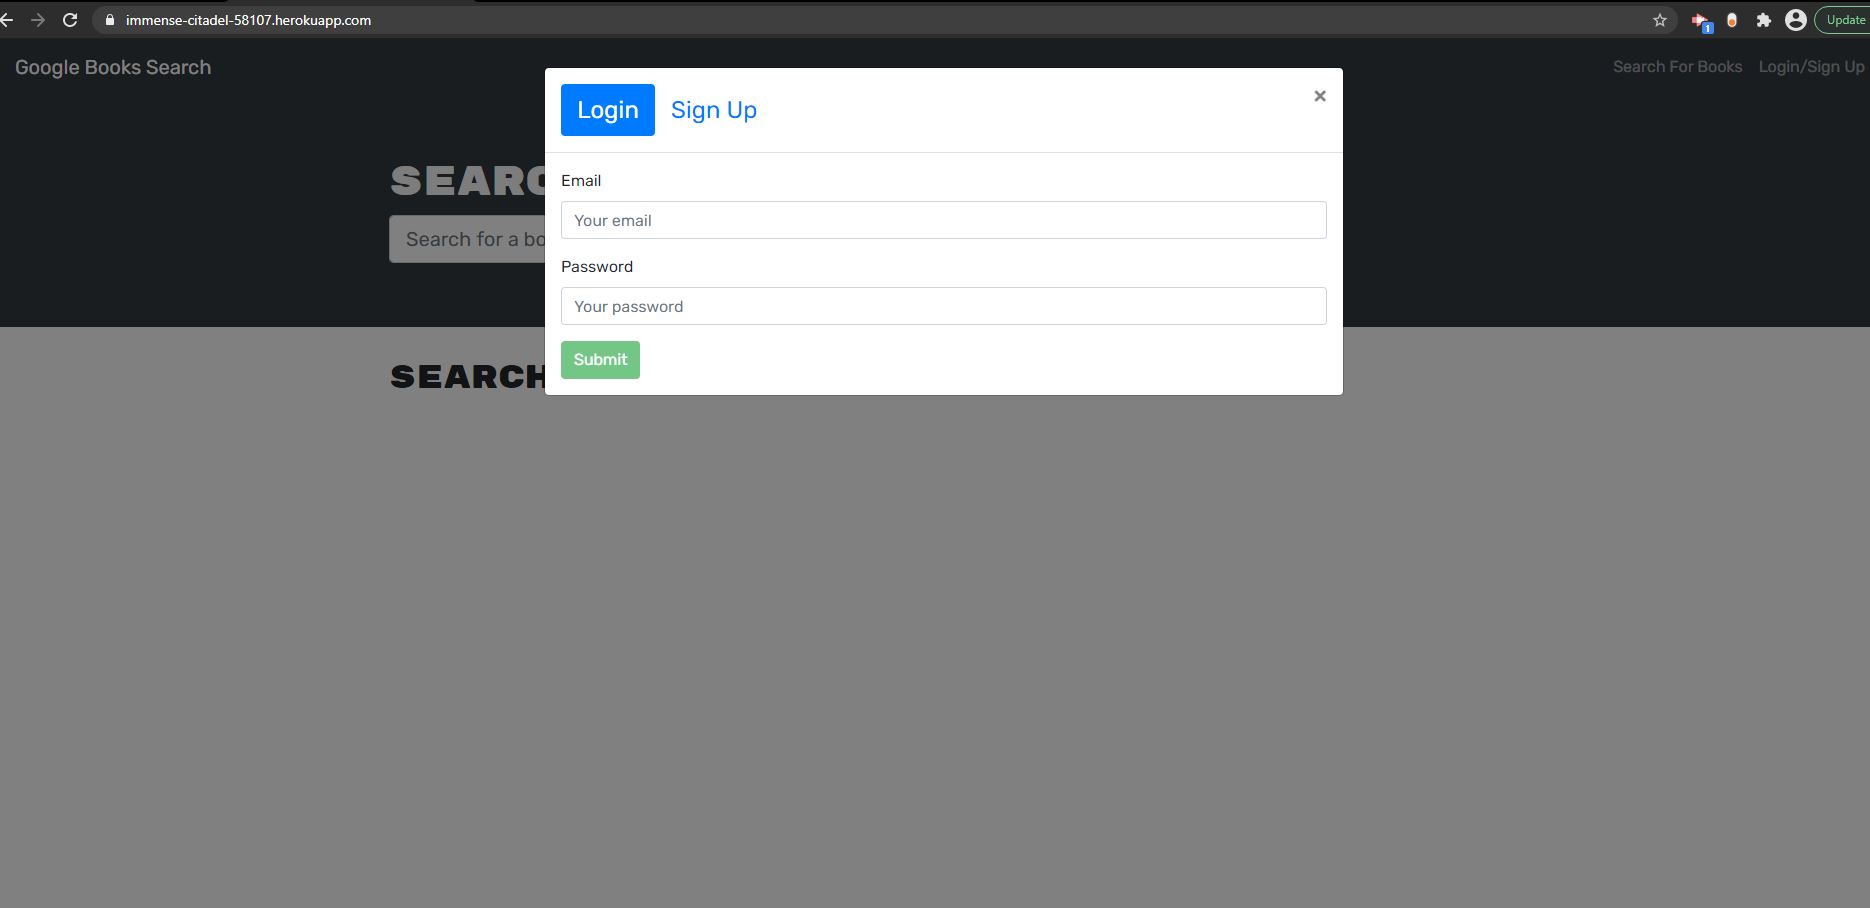 immense-citadel-58107.herokuapp.com
1
Update
Google Books Search
Search For Books
Login/Sign Up
Login
Sign Up
×
SEARC
Email
Your email
Search for a bo
Password
Your password
Submit
SEARCH